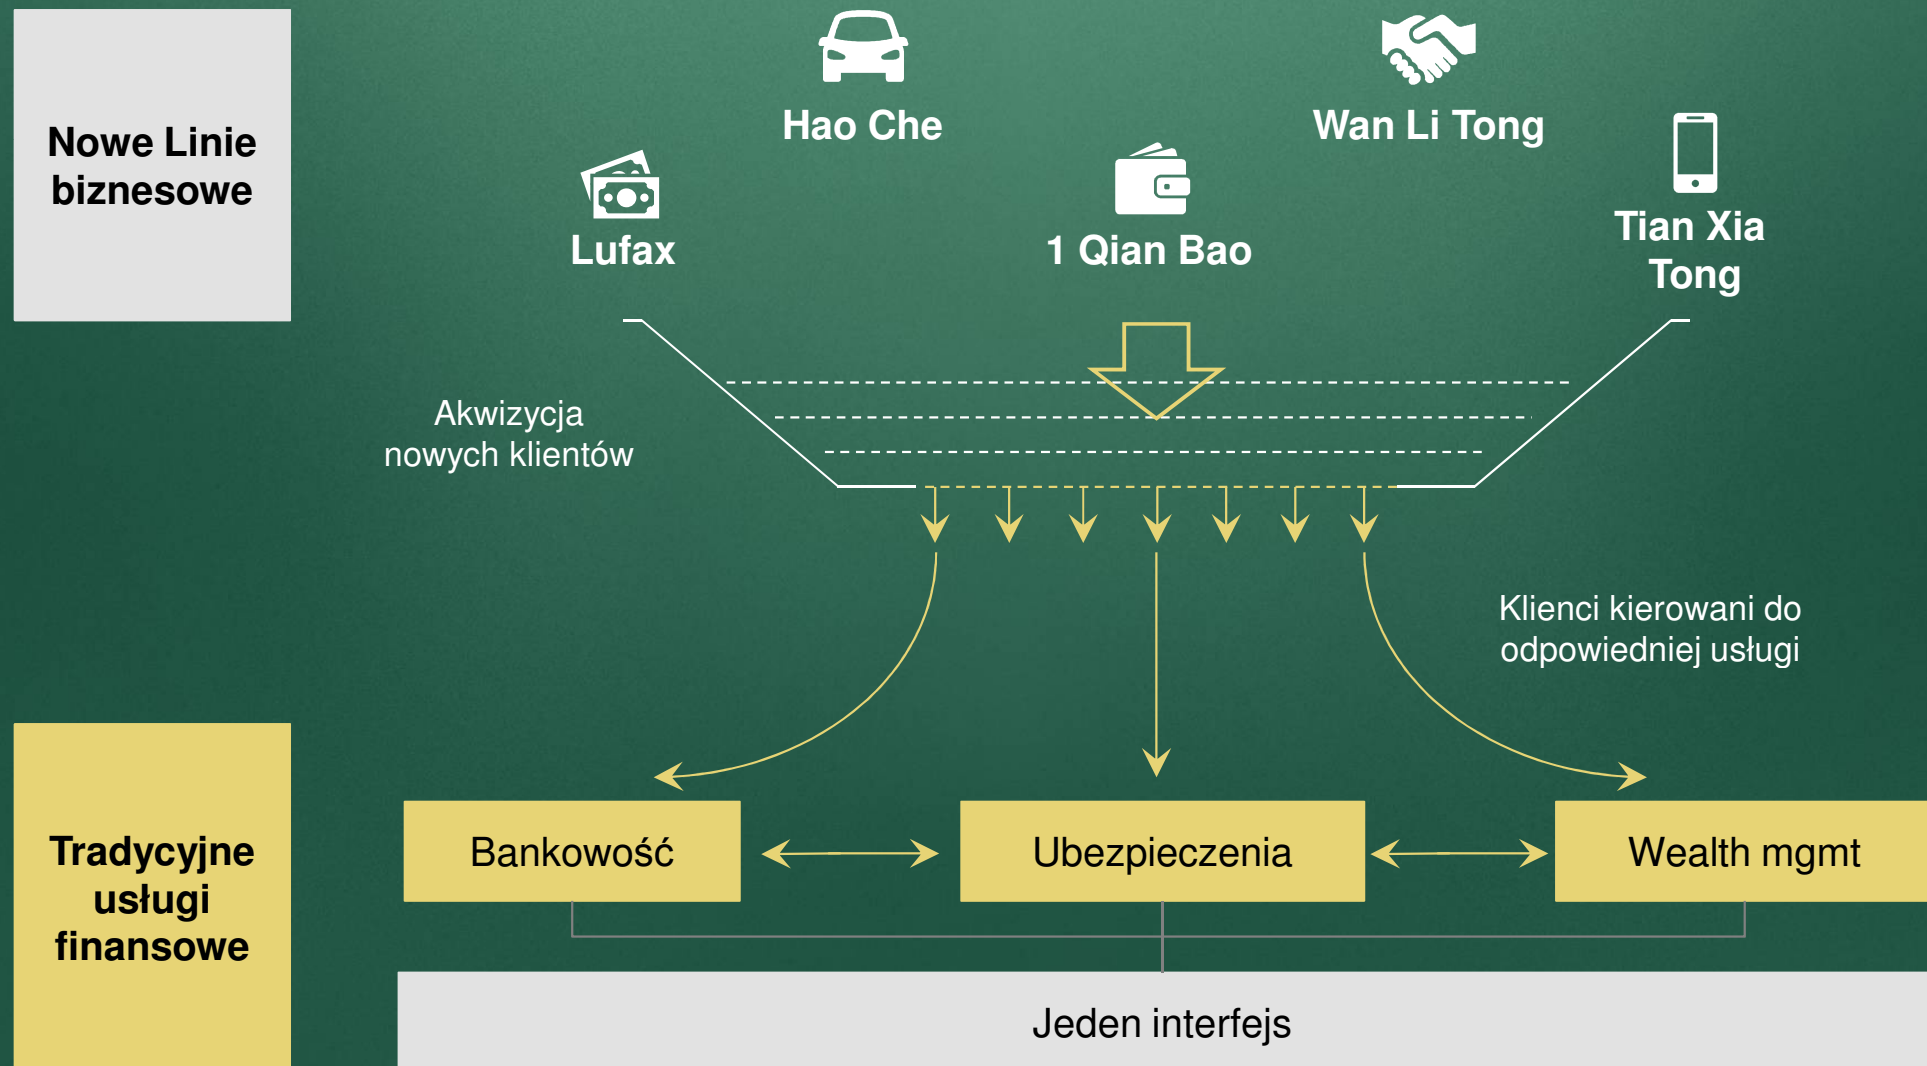 Nowe Linie
biznesowe
Hao Che
Wan Li Tong
Lufax
1 Qian Bao
Tian Xia
Tong
Akwizycja
nowych klientów
Klienci kierowani do
odpowiedniej usługi
Tradycyjne
usługi
finansowe
Bankowość
Ubezpieczenia
Wealth mgmt
Jeden interfejs